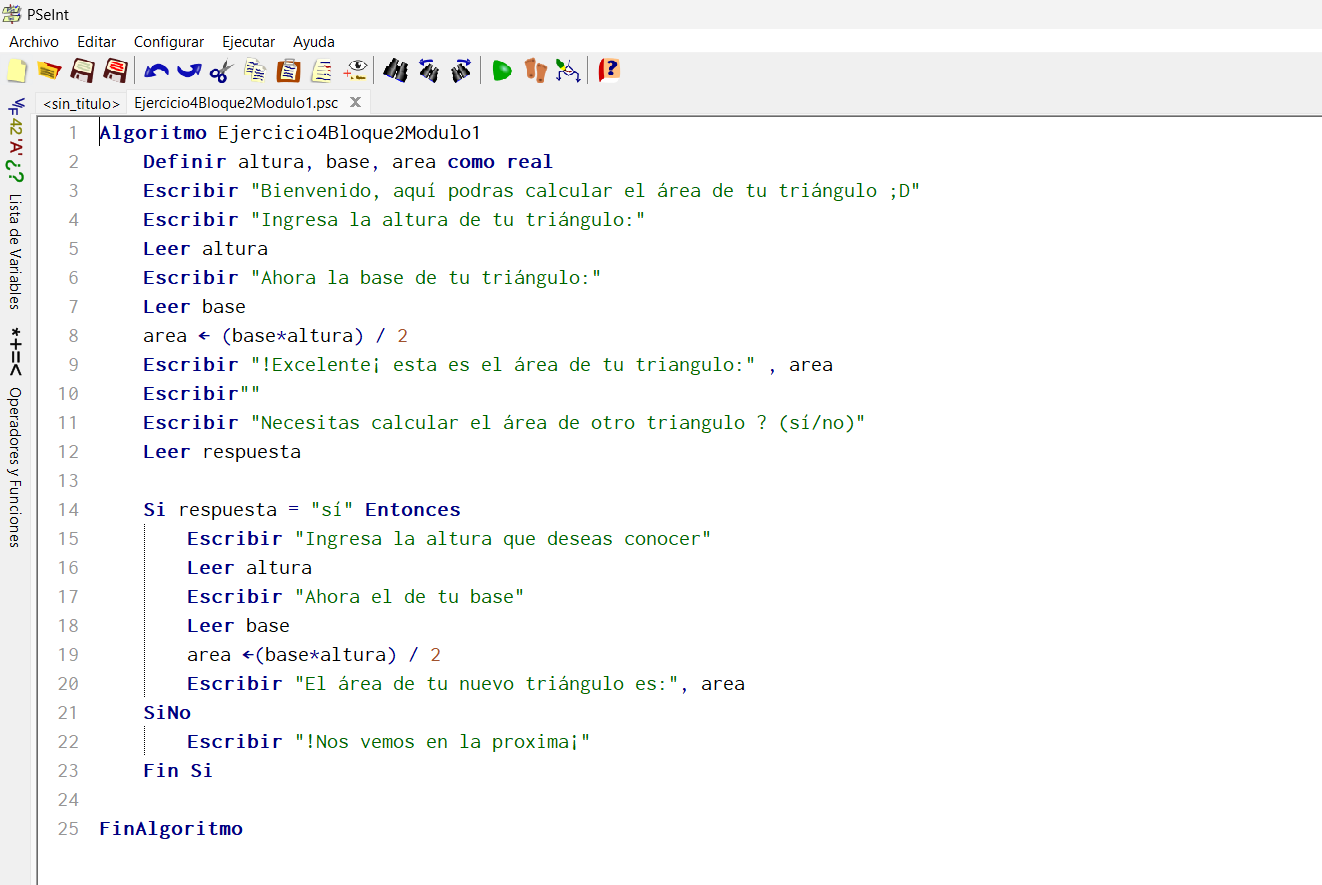 PSeInt
Archivo Editar Configurar Ejecutar Ayuda
<sin_titulo> Ejercicio4Bloque2Modulo1.psc X
1 Algoritmo Ejercicio4Bloque2Modulo1
2 Definir altura, base, area como real
3 Escribir "Bienvenido, aquí podras calcular el área de tu triángulo ;D"
4 Escribir "Ingresa la altura de tu triángulo:"
5 Leer altura
6 Escribir "Ahora la base de tu triángulo:"
7 Leer base
8 area ← (base*altura) / 2
9 Escribir "!Excelente¡ esta es el área de tu triangulo:" , area
10 Escribir""
11 Escribir "Necesitas calcular el área de otro triangulo ? (sí/no)"
12 Leer respuesta
13
14 Si respuesta = "sí" Entonces
15 Escribir "Ingresa la altura que deseas conocer"
16 Leer altura
17 Escribir "Ahora el de tu base"
18 Leer base
19 area ←(base*altura) / 2
20 Escribir "El área de tu nuevo triángulo es:", area
21 SiNo
22 Escribir "!Nos vemos en la proxima¡"
23 Fin Si
24
25 FinAlgoritmo
VF42'A'¿? Lista de Variables
*+=< Operadores y Funciones